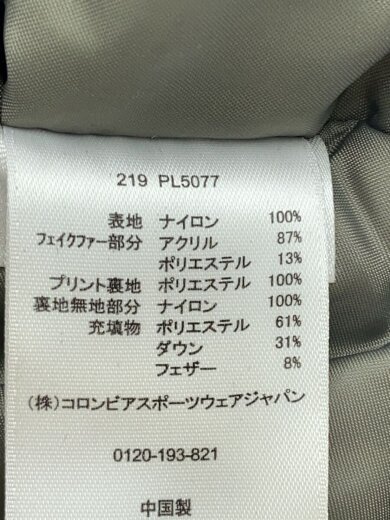 219 PL5077
表地 ナイロン 100%
フェイクファー部分 アクリル 87%
ポリエステル 13%
プリント裏地 ポリエステル 100%
裏地無地部分 ナイロン 100%
充填物 ポリエステル 61%
ダウン 31%
フェザー 8%
(株)コロンビアスポーツウェアジャパン
0120-193-821
中国製